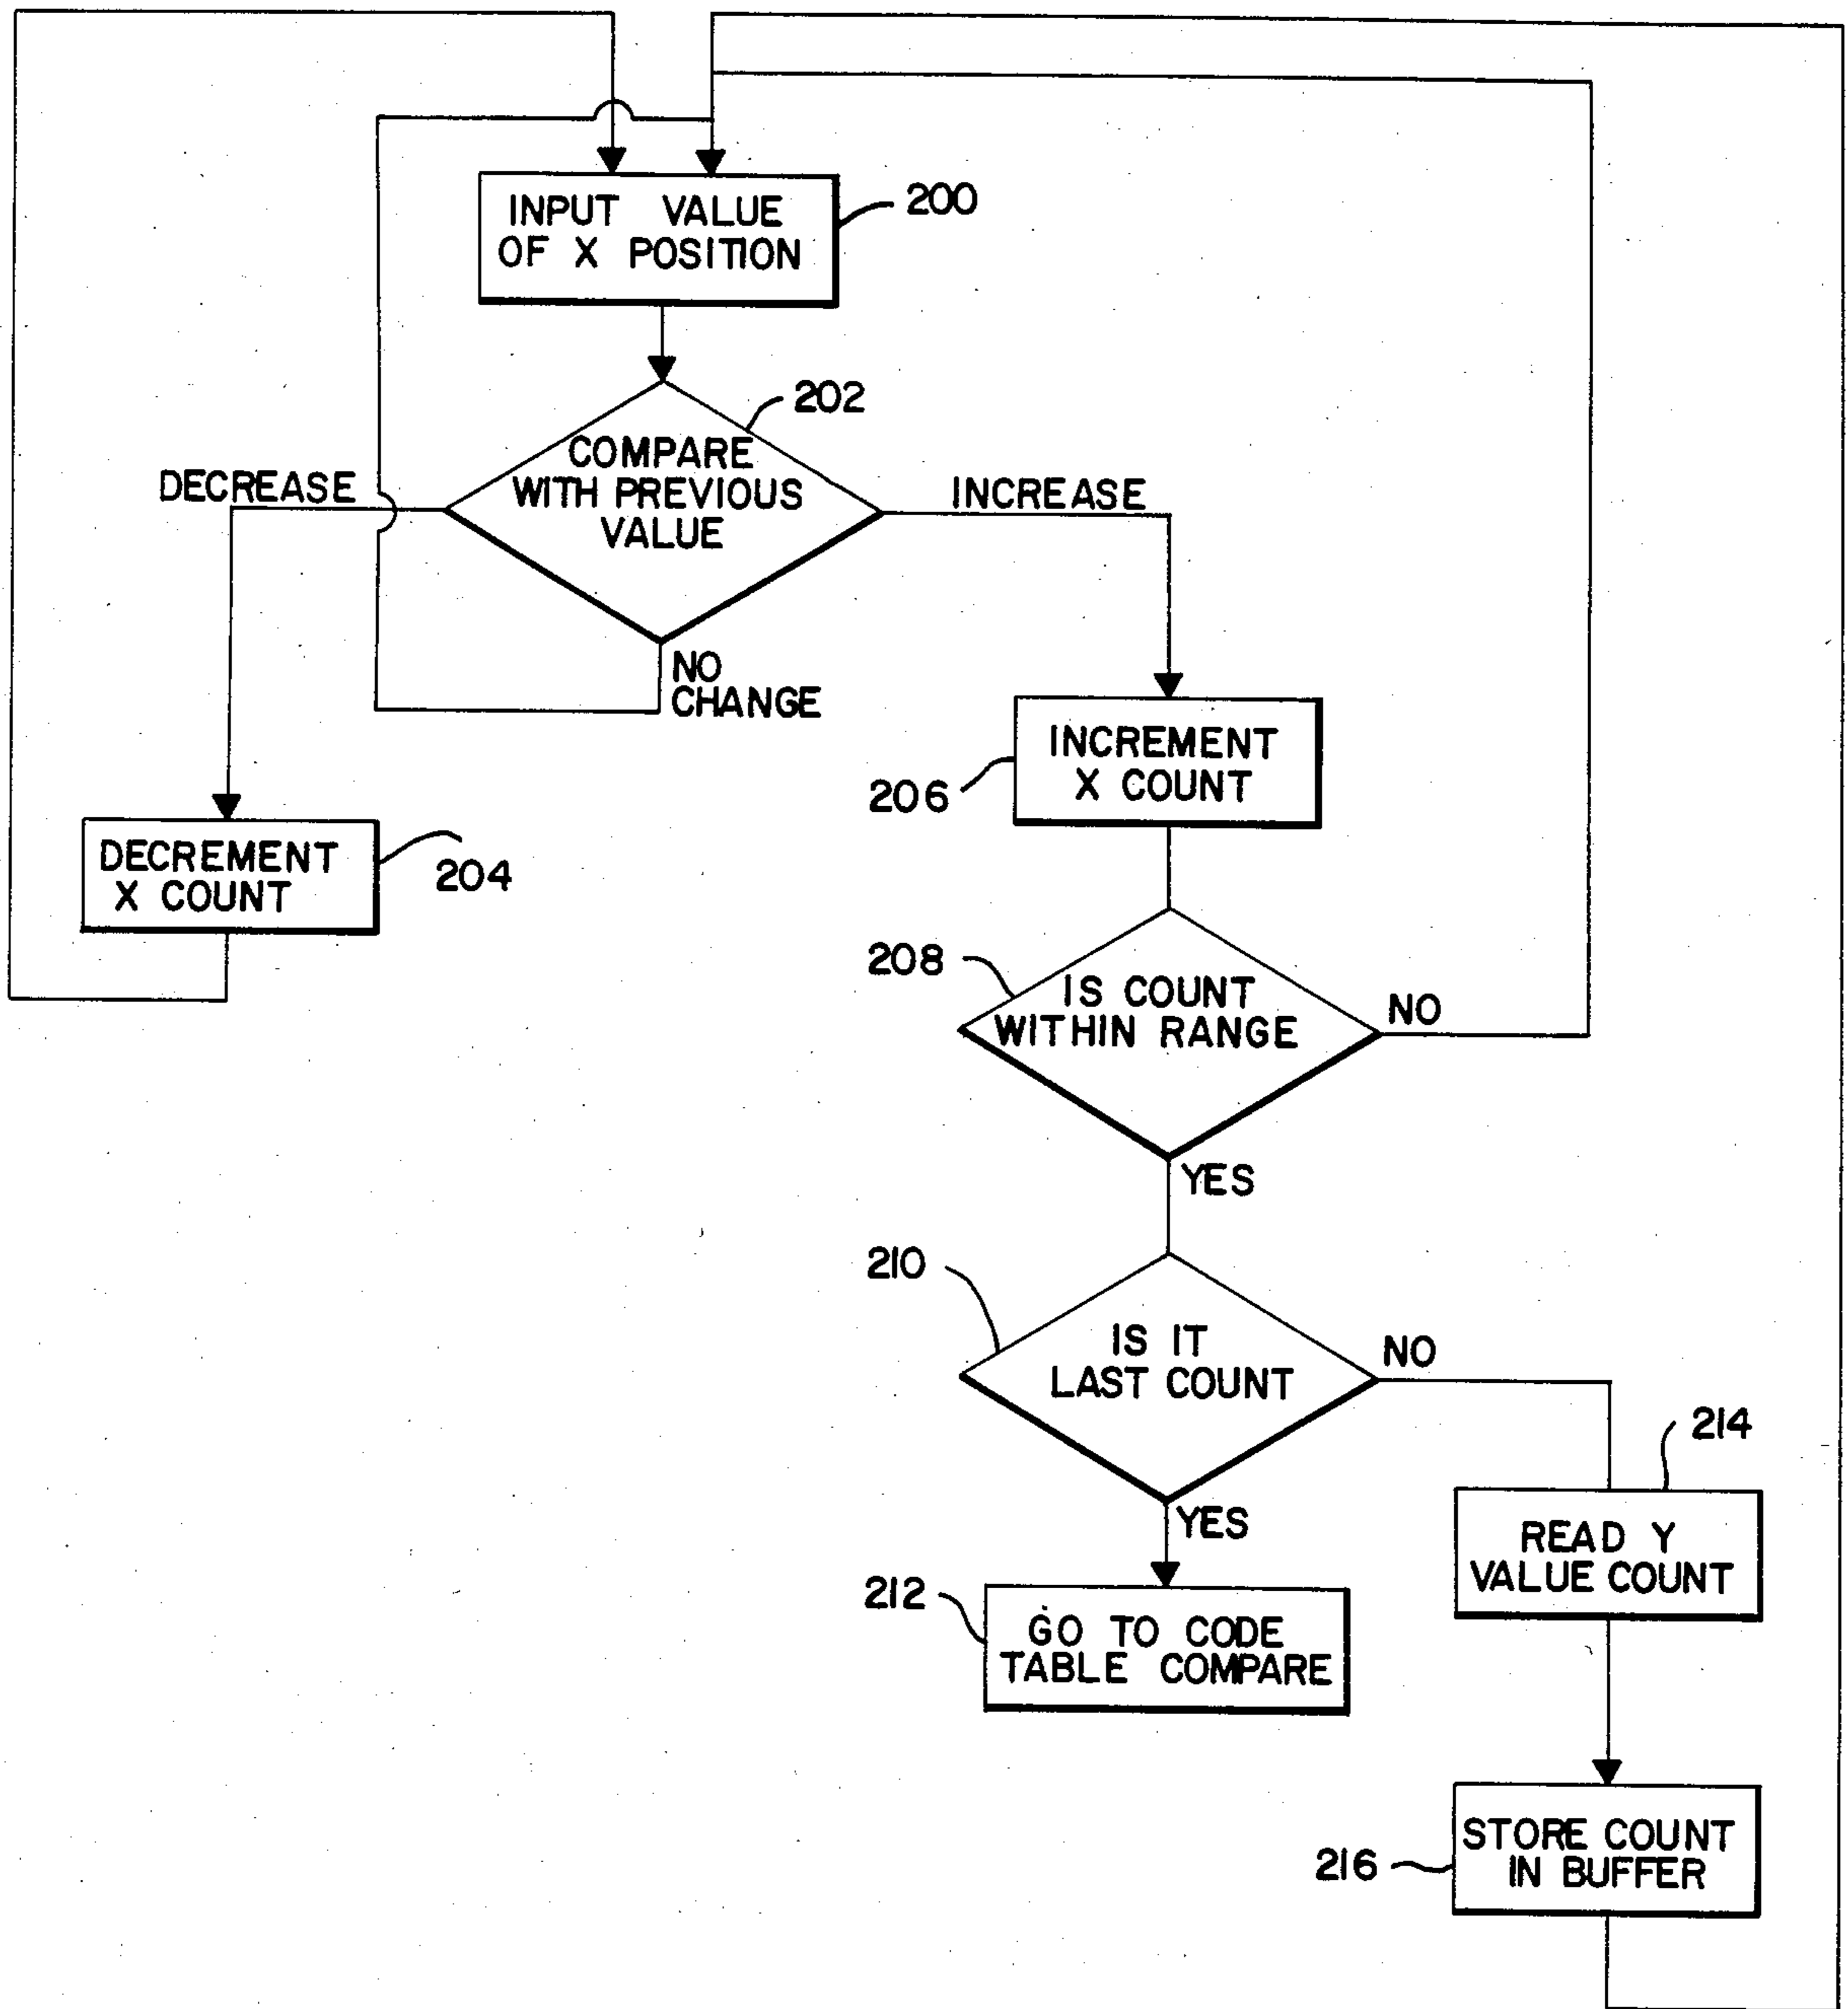 INPUT VALUE
OF X POSITION
200
202
COMPARE
WITH PREVIOUS
VALUE
DECREASE
INCREASE
NO
CHANGE
INCREMENT
X COUNT
206
DECREMENT
X COUNT
204
208
IS COUNT
WITHIN RANGE
NO
YES
210
IS IT
LAST COUNT
NO
214
YES
READ Y
VALUE COUNT
212
GO TO CODE
TABLE COMPARE
STORE COUNT
IN BUFFER
216